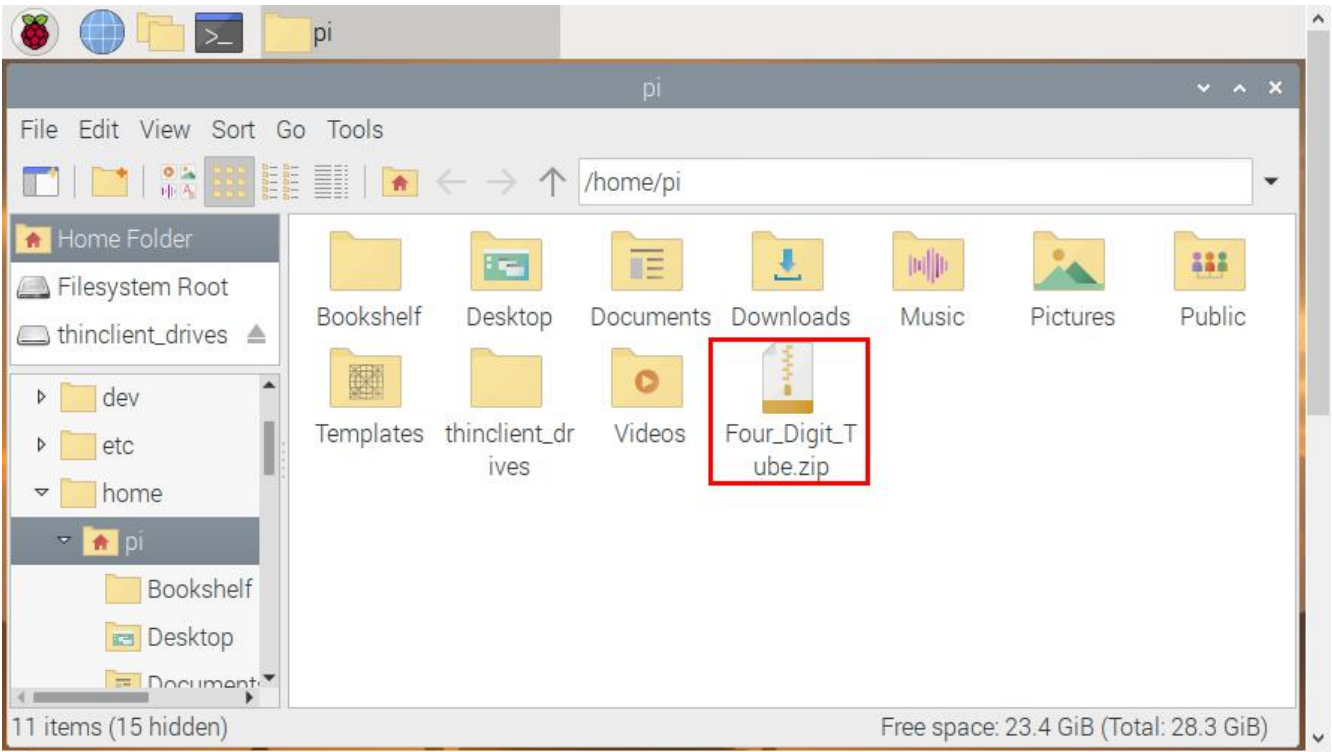 pi
pi
File Edit View Sort Go Tools
/home/pi
Home Folder
Filesystem Root
thinclient_drives
dev
etc
home
pi
Bookshelf
Desktop
Documents
Bookshelf Desktop Documents Downloads Music Pictures Public
Templates thinclient_dr Videos Four_Digit_T
ives ube.zip
11 items (15 hidden) Free space: 23.4 GiB (Total: 28.3 GiB)